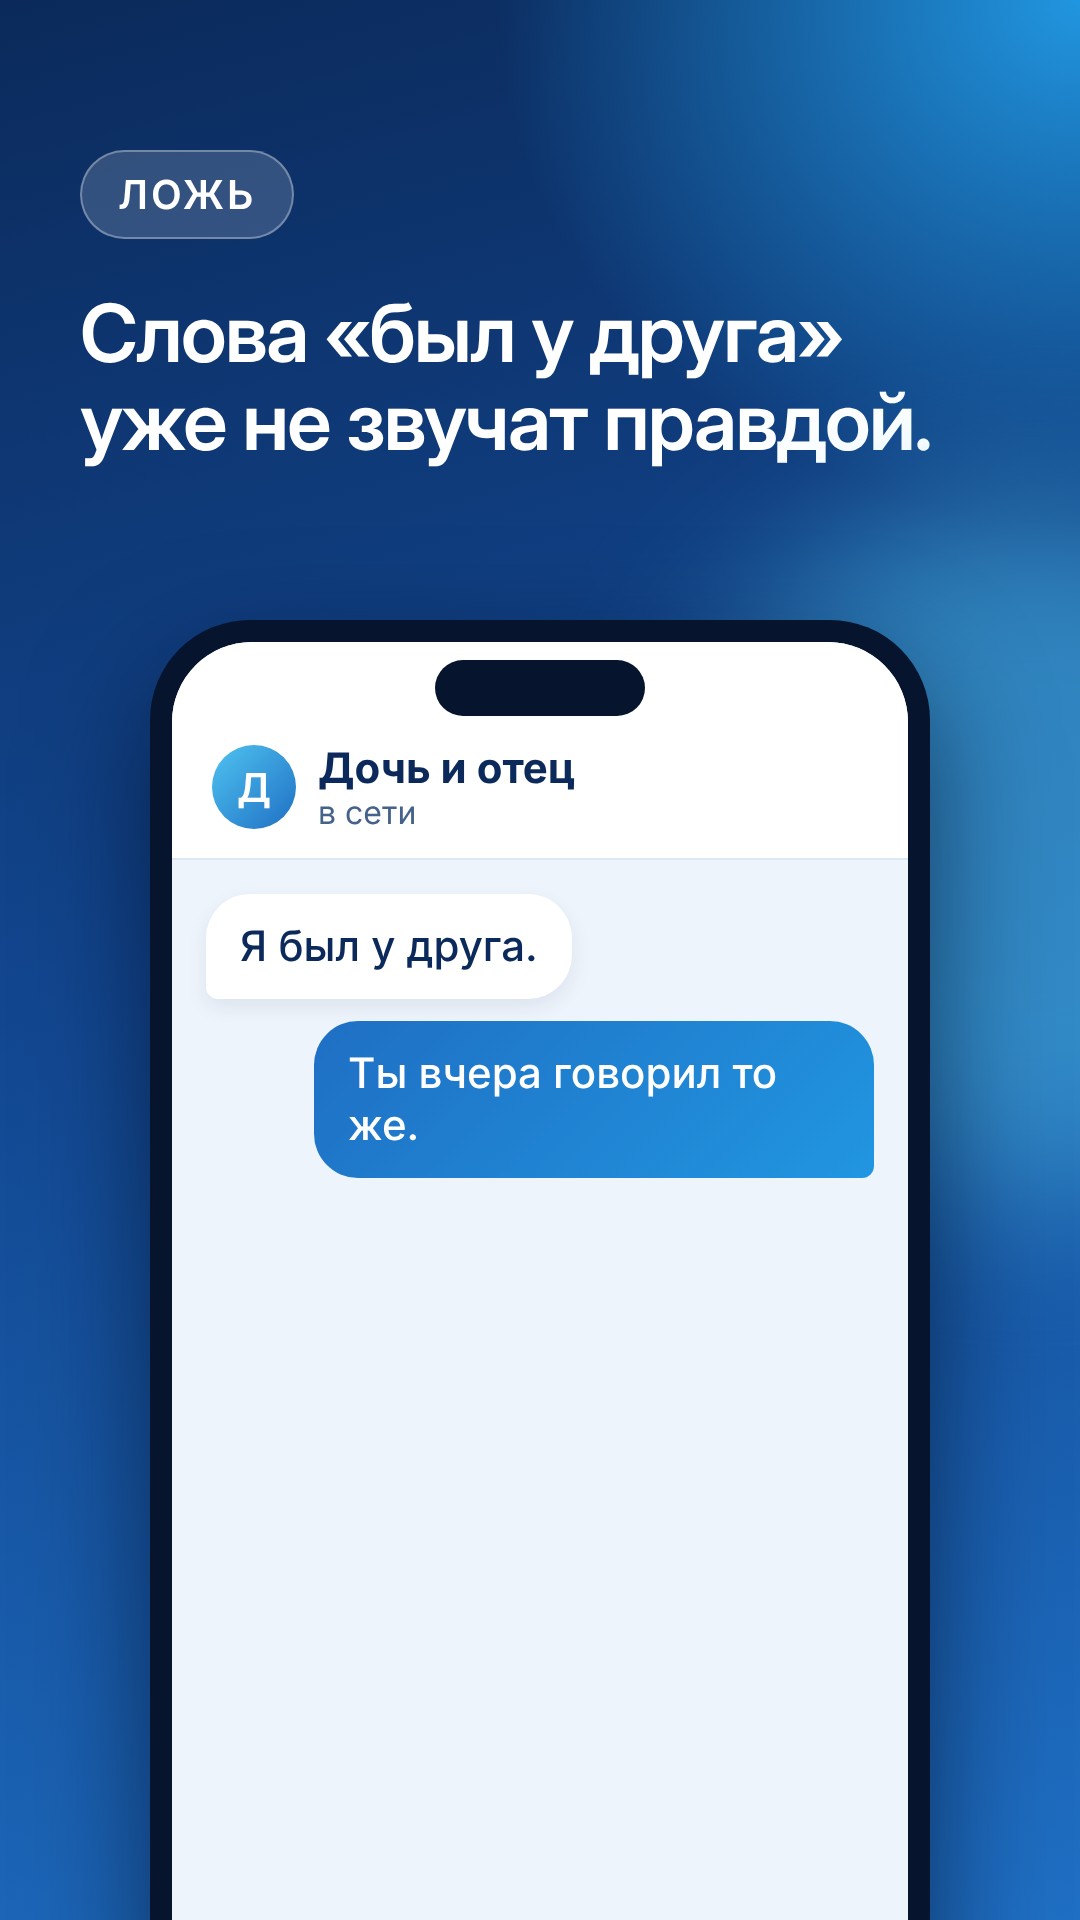 ЛОЖЬ
Слова «был у друга»
уже не звучат правдой.
Д
Дочь и отец
в сети
Я был у друга.
Ты вчера говорил то
же.